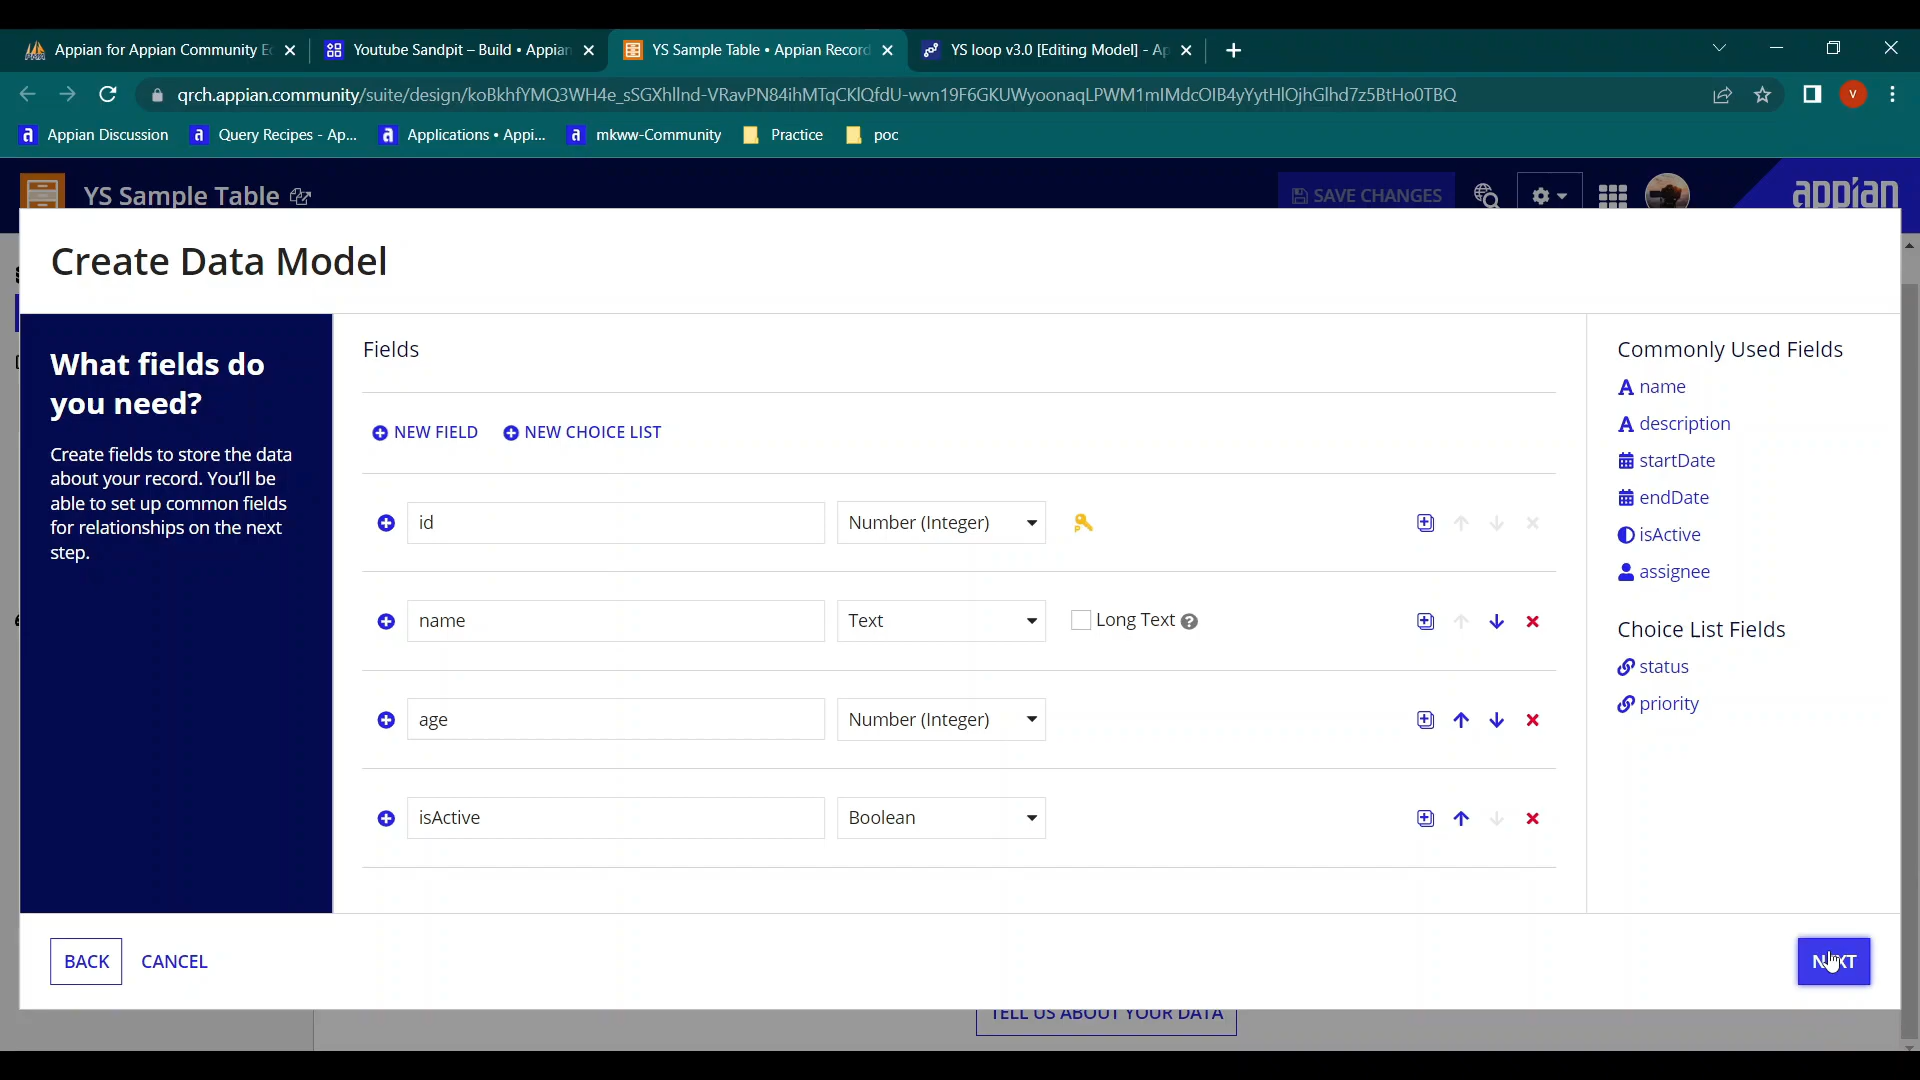 Appian for Appian Community E
Youtube Sandpit – Build • Appian
YS Sample Table • Appian Record
YS loop v3.0 [Editing Model] - Ap
qrch.appian.community/suite/design/koBkhfYMQ3WH4e_sSGXhllnd-VRavPN84ihMTqCKlQfdU-wvn19F6GKUWyoonaqLPWM1mIMdcOIB4yYytHlOjhGlhd7z5BtHo0TBQ
V
Appian Discussion
Query Recipes - Ap...
Applications • Appi...
mkww-Community
Practice
poc
YS Sample Table
SAVE CHANGES
appian
Create Data Model
What fields do
you need?
Create fields to store the data
about your record. You'll be
able to set up common fields
for relationships on the next
step.
Fields
NEW FIELD
NEW CHOICE LIST
id
Number (Integer)
name
Text
Long Text
age
Number (Integer)
isActive
Boolean
Commonly Used Fields
name
description
startDate
endDate
isActive
assignee
Choice List Fields
status
priority
BACK
CANCEL
NEXT
TELL US ABOUT YOUR DATA